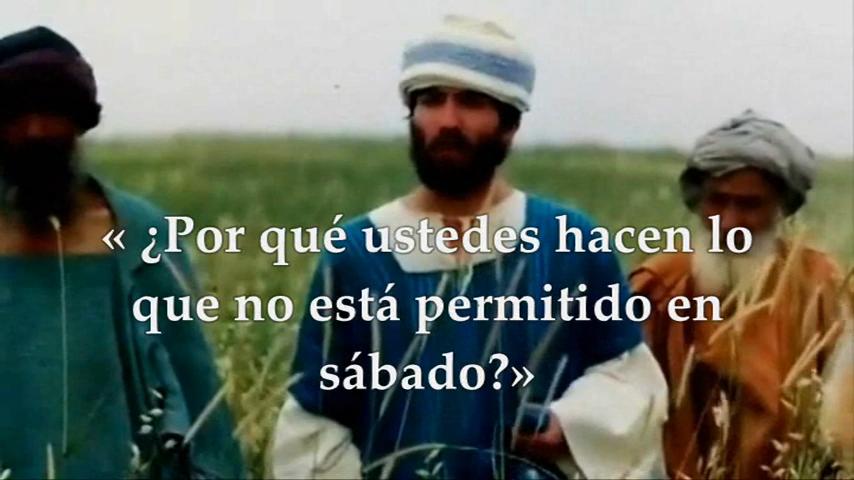 « ¿Por qué ustedes hacen lo
que no está permitido en
sábado?»